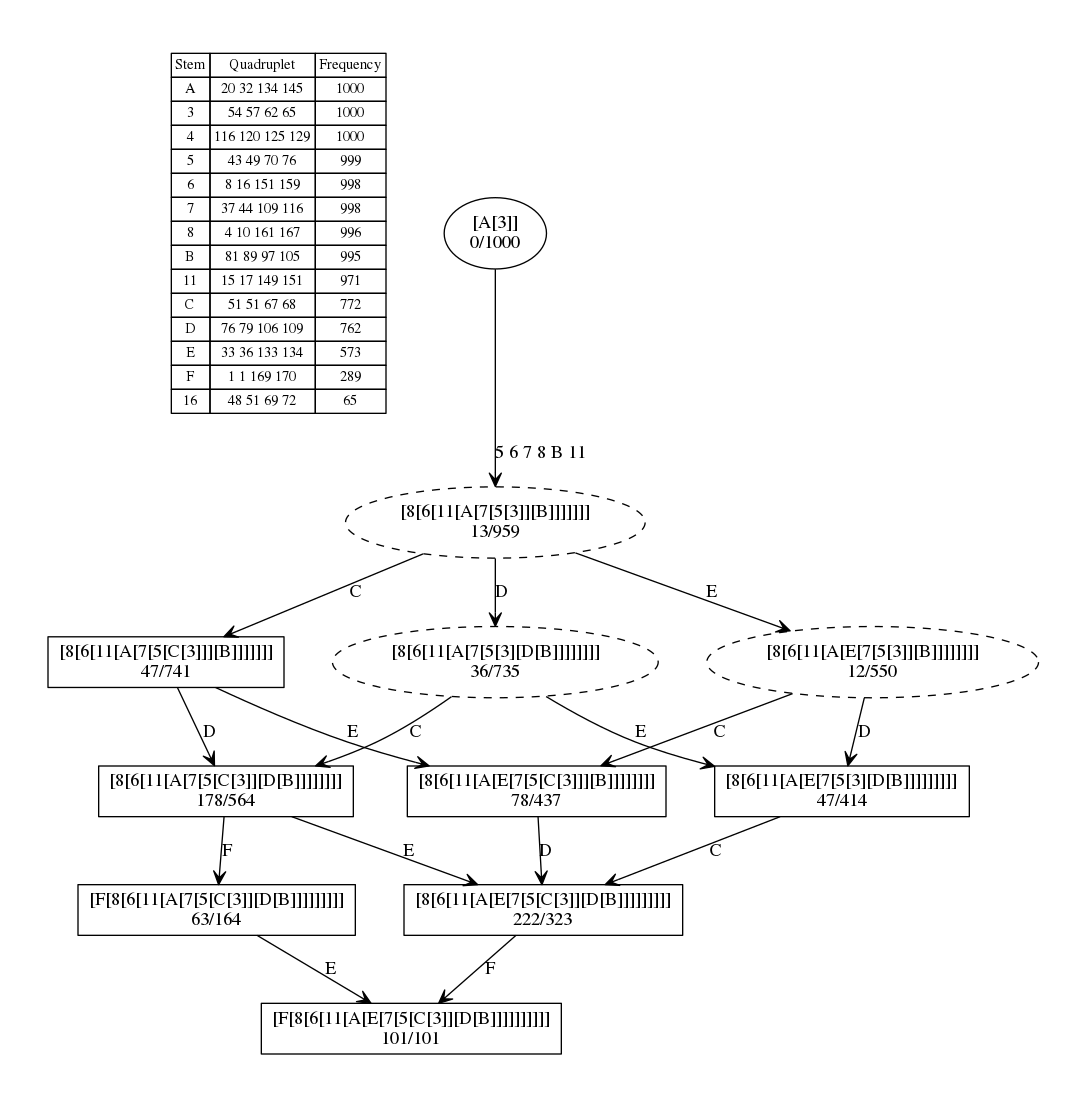 Stem Quadruplet Frequency
A 20 32 134 145 1000
3 54 57 62 65 1000
4 116 120 125 129 1000
5 43 49 70 76 999
6 8 16 151 159 998
7 37 44 109 116 998
8 4 10 161 167 996
B 81 89 97 105 995
11 15 17 149 151 971
C 51 51 67 68 772
D 76 79 106 109 762
E 33 36 133 134 573
F 1 1 169 170 289
16 48 51 69 72 65
[A[3]]
0/1000
5 6 7 8 B 11
[8[6[11[A[7[5[3]][B]]]]]]]
13/959
C D E
[8[6[11[A[7[5[C[3]]][B]]]]]]]
47/741
[8[6[11[A[7[5[3][D[B]]]]]]]]
36/735
[8[6[11[A[E[7[5[3]][B]]]]]]]]
12/550
D E C E C D
[8[6[11[A[7[5[C[3]][D[B]]]]]]]]
178/564
[8[6[11[A[E[7[5[C[3]]][B]]]]]]]]
78/437
[8[6[11[A[E[7[5[3][D[B]]]]]]]]]
47/414
F E D C
[F[8[6[11[A[7[5[C[3]][D[B]]]]]]]]]
63/164
[8[6[11[A[E[7[5[C[3]][D[B]]]]]]]]]
222/323
E F
[F[8[6[11[A[E[7[5[C[3]][D[B]]]]]]]]]]
101/101